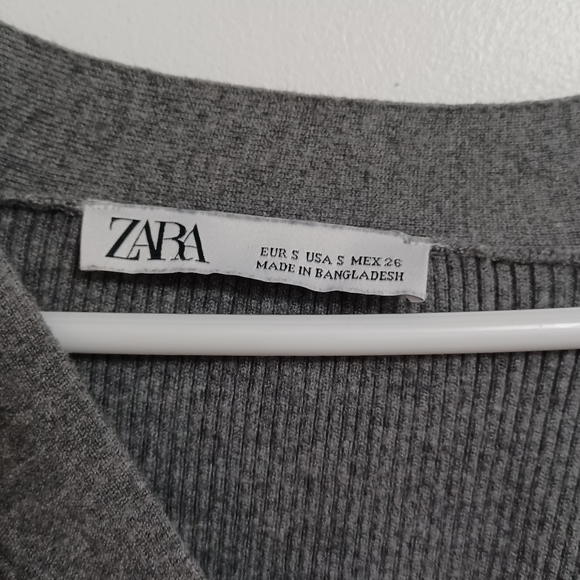 ZARA
EUR S USA S MEX 26
MADE IN BANGLADESH